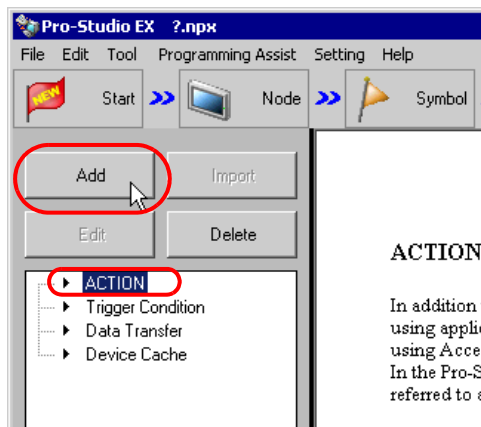 Pro-Studio EX ?.npx
File Edit Tool Programming Assist Setting Help
NEW Start Node Symbol
Add Import
Edit Delete
ACTION
Trigger Condition
Data Transfer
Device Cache
ACTION
In addition
using appli
using Acce
In the Pro-S
referred to a